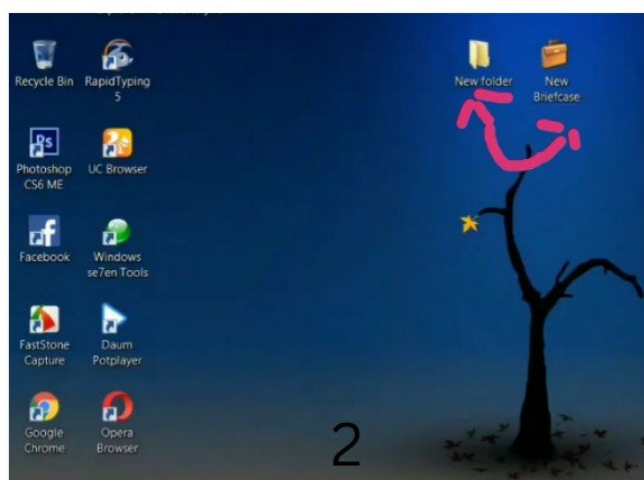 Recycle Bin
RapidTyping
5
New folder
New
Briefcase
Ps
Photoshop
CS6 ME
UC Browser
Facebook
Windows
se7en Tools
FastStone
Capture
Daum
Potplayer
Google
Chrome
Opera
Browser
2